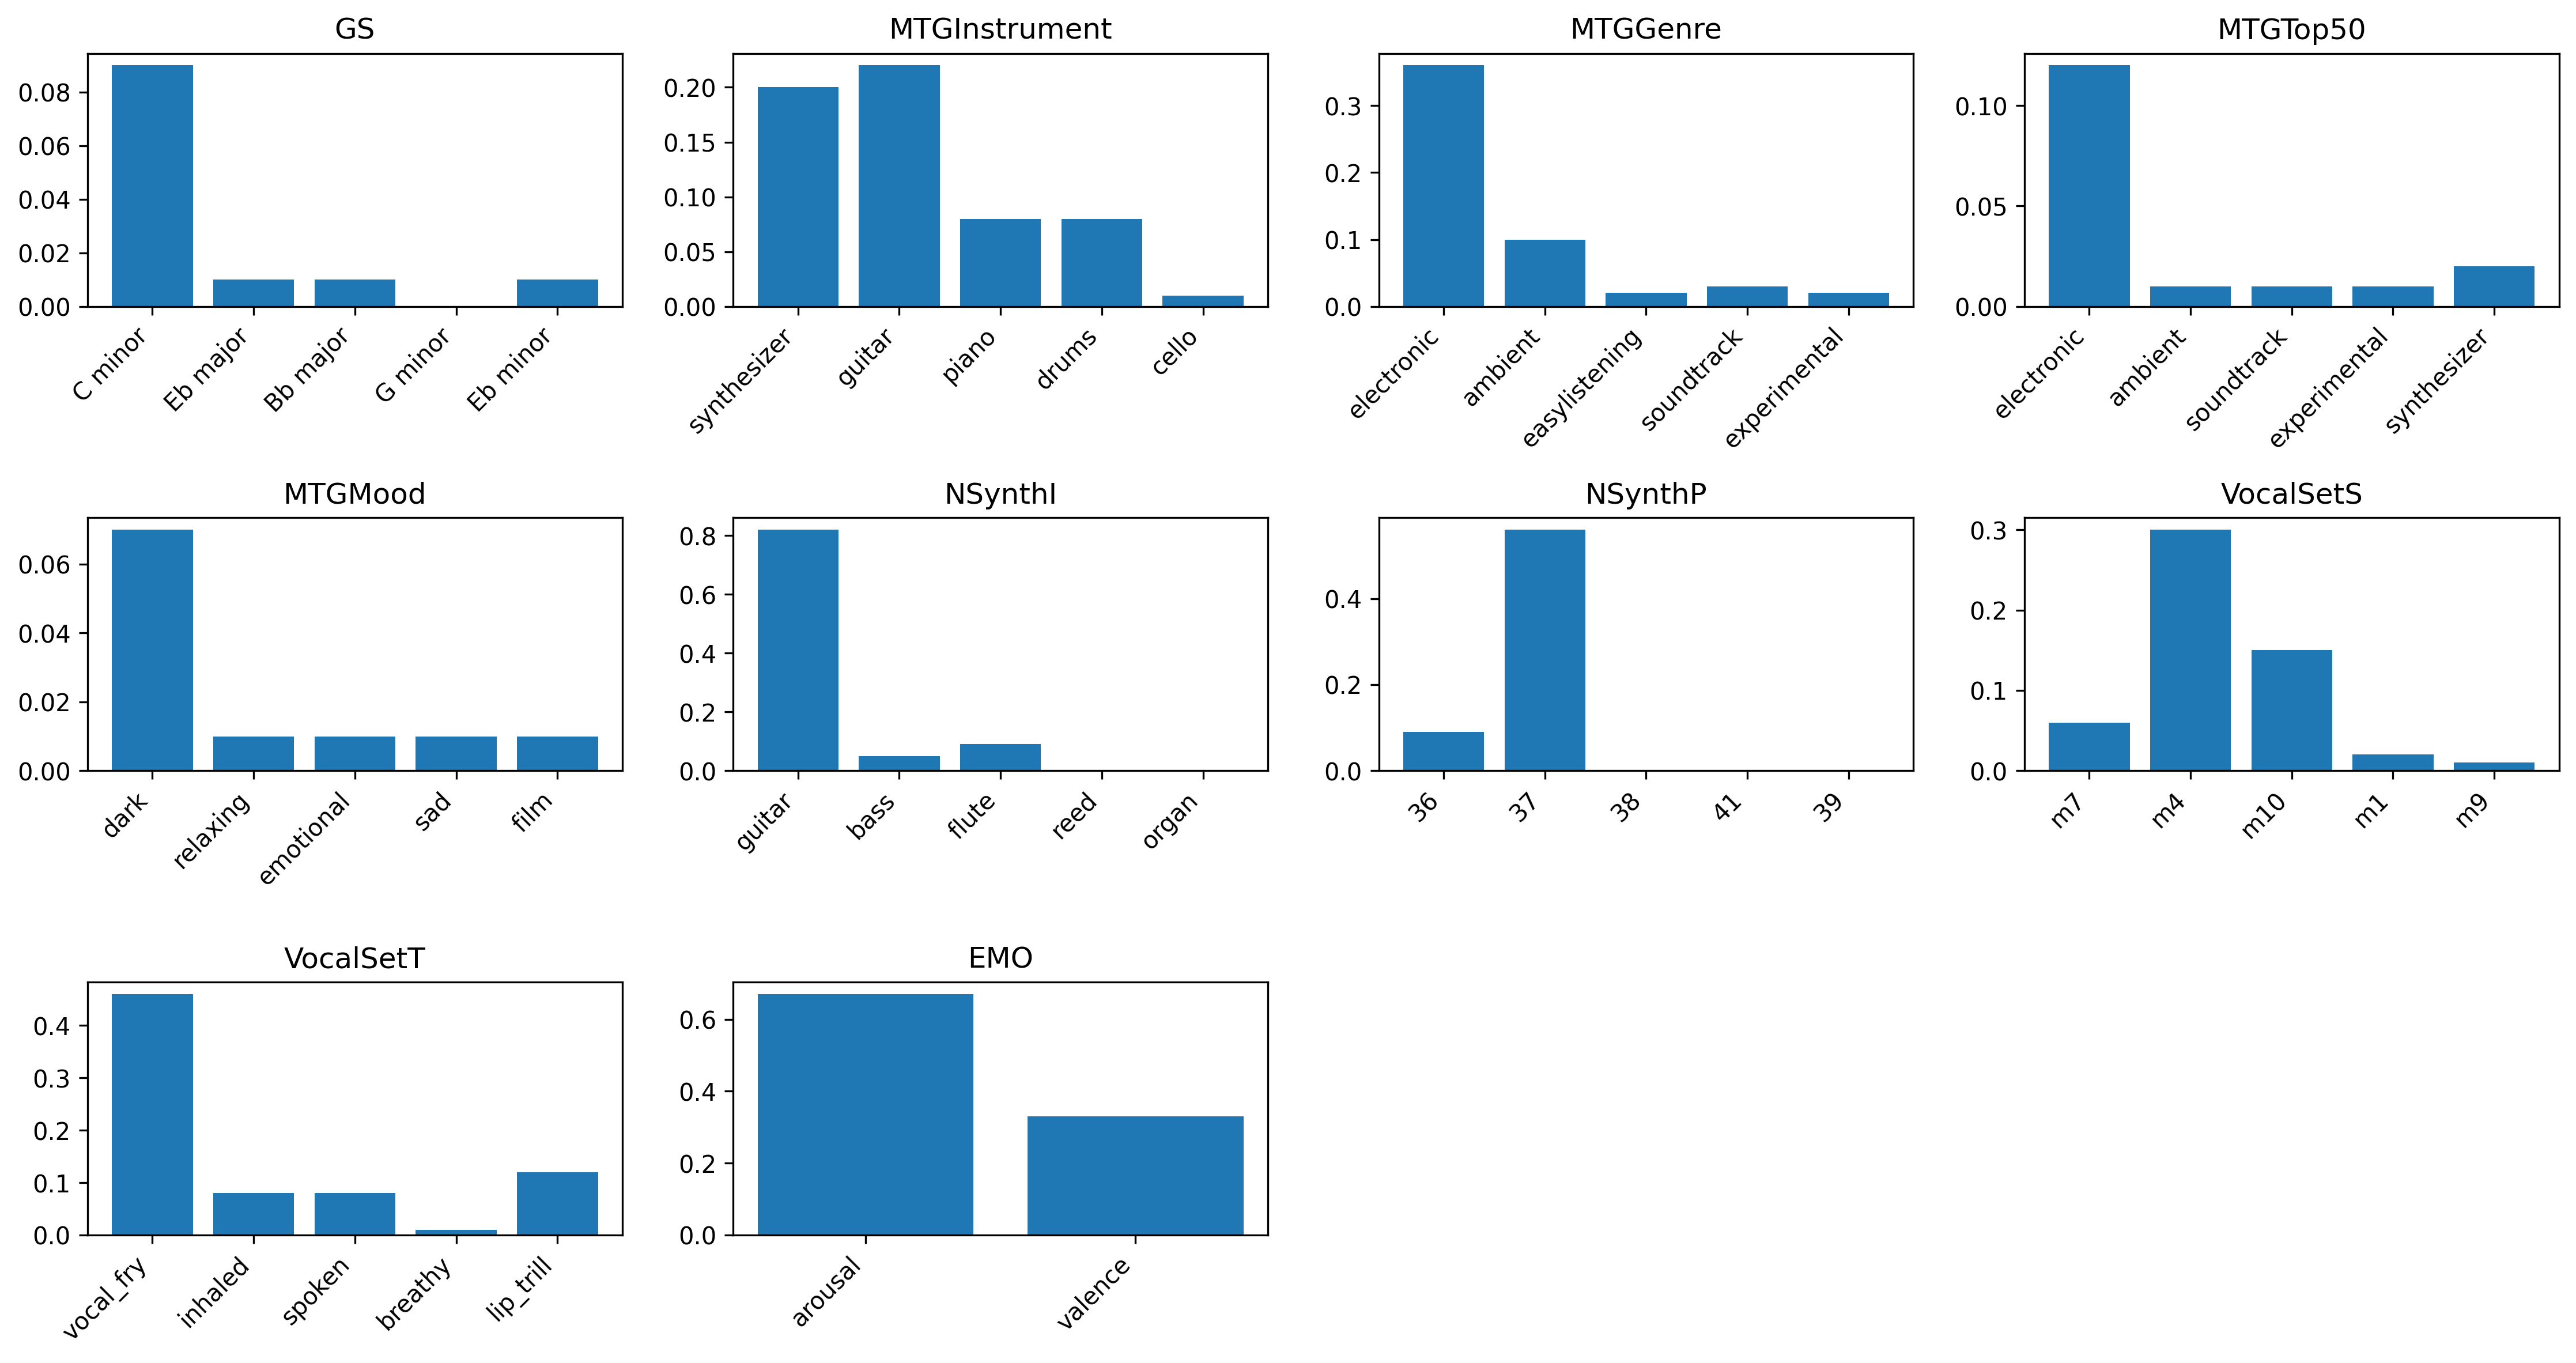 GS
0.08
0.06
0.04
0.02
0.00
C minor
Eb major
Bb major
G minor
Eb minor
MTGInstrument
0.20
0.15
0.10
0.05
0.00
synthesizer
guitar
piano
drums
cello
MTGGenre
0.3
0.2
0.1
0.0
electronic
ambient
easylistening
soundtrack
experimental
MTGTop50
0.10
0.05
0.00
electronic
ambient
soundtrack
experimental
synthesizer
MTGMood
0.06
0.04
0.02
0.00
dark
relaxing
emotional
sad
film
NSynthI
0.8
0.6
0.4
0.2
0.0
guitar
bass
flute
reed
organ
NSynthP
0.4
0.2
0.0
36
37
38
41
39
VocalSetS
0.3
0.2
0.1
0.0
m7
m4
m10
m1
m9
VocalSetT
0.4
0.3
0.2
0.1
0.0
vocal_fry
inhaled
spoken
breathy
lip_trill
EMO
0.6
0.4
0.2
0.0
arousal
valence